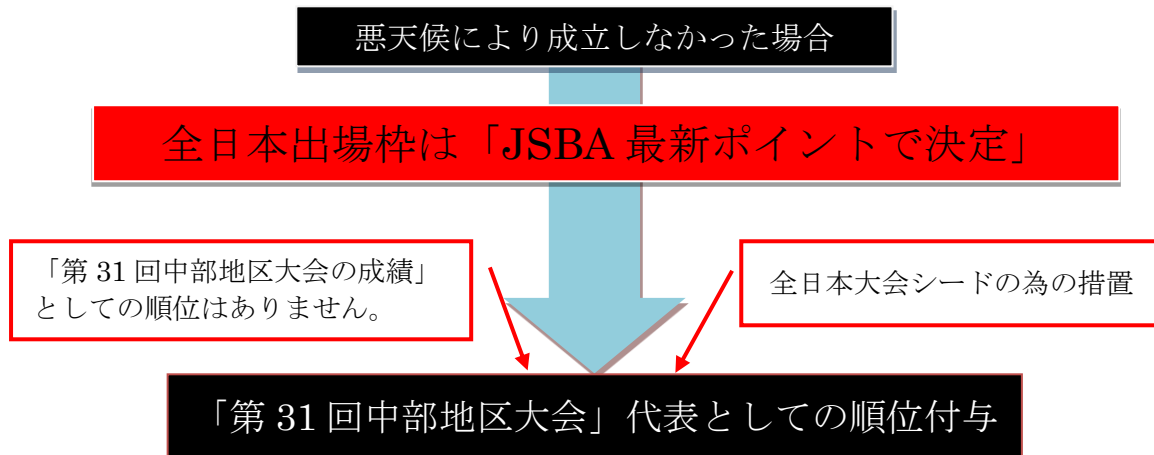 悪天候により成立しなかった場合
全日本出場枠は「JSBA 最新ポイントで決定」
「第 31 回中部地区大会の成績」
としての順位はありません。
全日本大会シードの為の措置
「第 31 回中部地区大会」代表としての順位付与